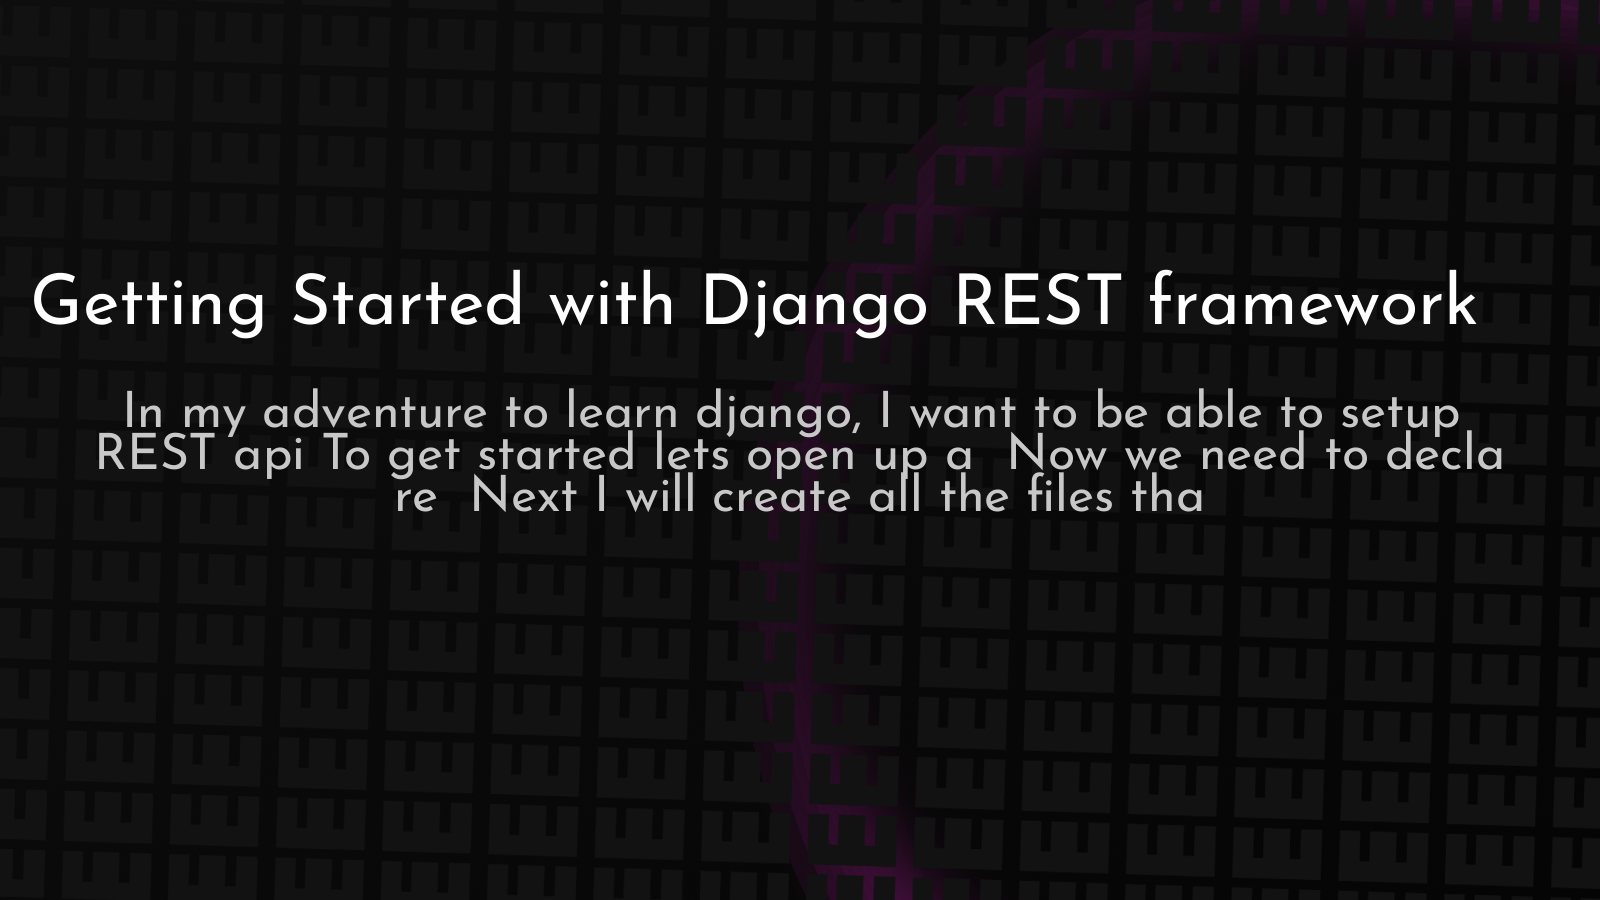 Getting Started with Django REST framework
In my adventure to learn django, I want to be able to setup
REST api To get started lets open up a  Now we need to decla
re  Next I will create all the files tha